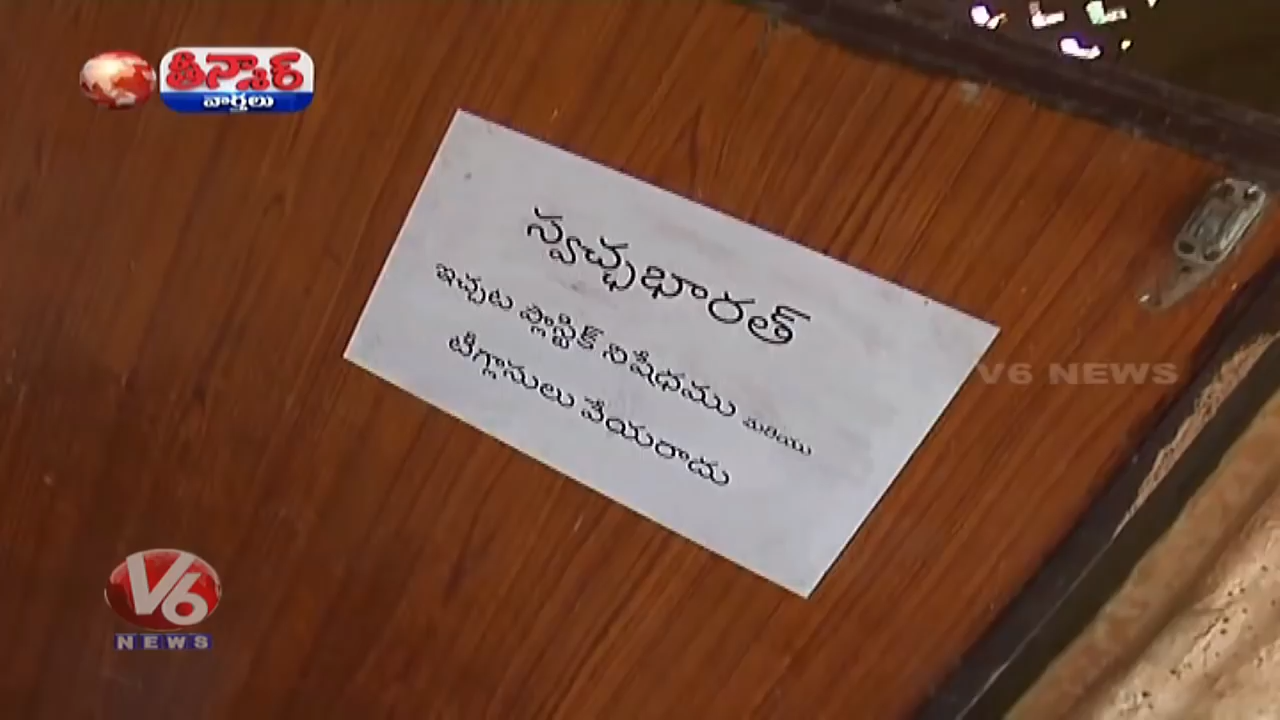 తీన్మార్
వార్తలు
స్వచ్ఛభారత్
ఇచ్చట ప్లాస్టిక్ నిషేధము మరియు
టీగ్లాసులు వేయరాదు
V6 NEWS
V6
NEWS